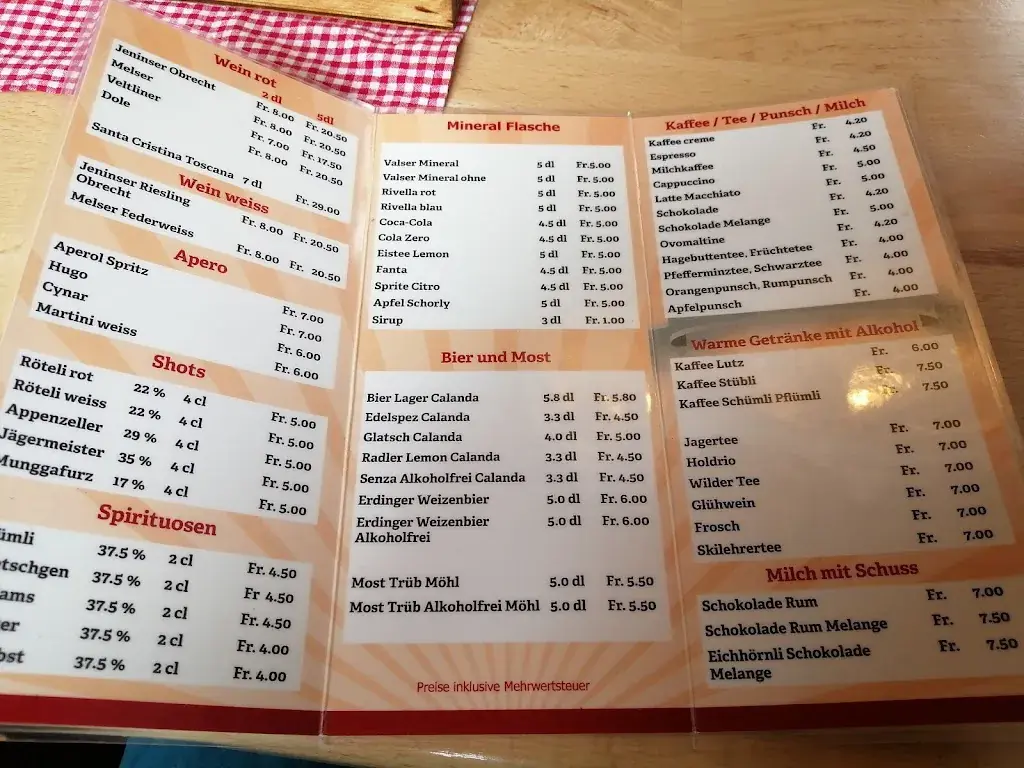 Wein rot
2 dl 5dl
Jeninser Obrecht Fr. 8.00 Fr. 20.50
Melser Fr. 8.00 Fr. 20.50
Veltliner Fr. 7.00 Fr. 17.50
Dole Fr. 8.00 Fr. 20.50
Santa Cristina Toscana 7 dl Fr. 29.00
Wein weiss
Jeninser Riesling
Obrecht Fr. 8.00 Fr. 20.50
Melser Federweiss Fr. 8.00 Fr. 20.50
Apero
Aperol Spritz Fr. 7.00
Hugo Fr. 7.00
Cynar Fr. 6.00
Martini weiss Fr. 6.00
Shots
Röteli rot 22 % 4 cl Fr. 5.00
Röteli weiss 22 % 4 cl Fr. 5.00
Appenzeller 29 % 4 cl Fr. 5.00
Jägermeister 35 % 4 cl Fr. 5.00
Munggafurz 17 % 4 cl Fr. 5.00
Spirituosen
37.5 % 2 cl Fr. 4.50
37.5 % 2 cl Fr 4.50
37.5 % 2 cl Fr. 4.50
37.5 % 2 cl Fr. 4.00
37.5 % 2 cl Fr. 4.00
Mineral Flasche
Valser Mineral 5 dl Fr.5.00
Valser Mineral ohne 5 dl Fr. 5.00
Rivella rot 5 dl Fr. 5.00
Rivella blau 5 dl Fr. 5.00
Coca-Cola 4.5 dl Fr. 5.00
Cola Zero 4.5 dl Fr. 5.00
Eistee Lemon 5 dl Fr. 5.00
Fanta 4.5 dl Fr. 5.00
Sprite Citro 4.5 dl Fr. 5.00
Apfel Schorly 5 dl Fr. 5.00
Sirup 3 dl Fr. 1.00
Bier und Most
Bier Lager Calanda 5.8 dl Fr. 5.80
Edelspez Calanda 3.3 dl Fr. 4.50
Glatsch Calanda 4.0 dl Fr. 5.00
Radler Lemon Calanda 3.3 dl Fr. 4.50
Senza Alkoholfrei Calanda 3.3 dl Fr. 4.50
Erdinger Weizenbier 5.0 dl Fr. 6.00
Erdinger Weizenbier 5.0 dl Fr. 6.00
Alkoholfrei
Most Trüb Möhl 5.0 dl Fr. 5.50
Most Trüb Alkoholfrei Möhl 5.0 dl Fr. 5.50
Preise inklusive Mehrwertsteuer
Kaffee / Tee / Punsch / Milch
Kaffee creme Fr. 4.20
Espresso Fr. 4.20
Milchkaffee Fr. 4.50
Cappuccino Fr. 5.00
Latte Macchiato Fr. 5.00
Schokolade Fr. 4.20
Schokolade Melange Fr. 5.00
Ovomaltine Fr. 4.20
Hagebuttentee, Früchtetee Fr. 4.00
Pfefferminztee, Schwarztee Fr. 4.00
Orangenpunsch, Rumpunsch Fr. 4.00
Apfelpunsch Fr. 4.00
Warme Getränke mit Alkohol
Kaffee Lutz Fr. 6.00
Kaffee Stübli Fr. 7.50
Kaffee Schümli Pflümli Fr. 7.50
Jagertee Fr. 7.00
Holdrio Fr. 7.00
Wilder Tee Fr. 7.00
Glühwein Fr. 7.00
Frosch Fr. 7.00
Skilehrertee Fr. 7.00
Milch mit Schuss
Schokolade Rum Fr. 7.00
Schokolade Rum Melange Fr. 7.50
Eichhörnli Schokolade Fr. 7.50
Melange